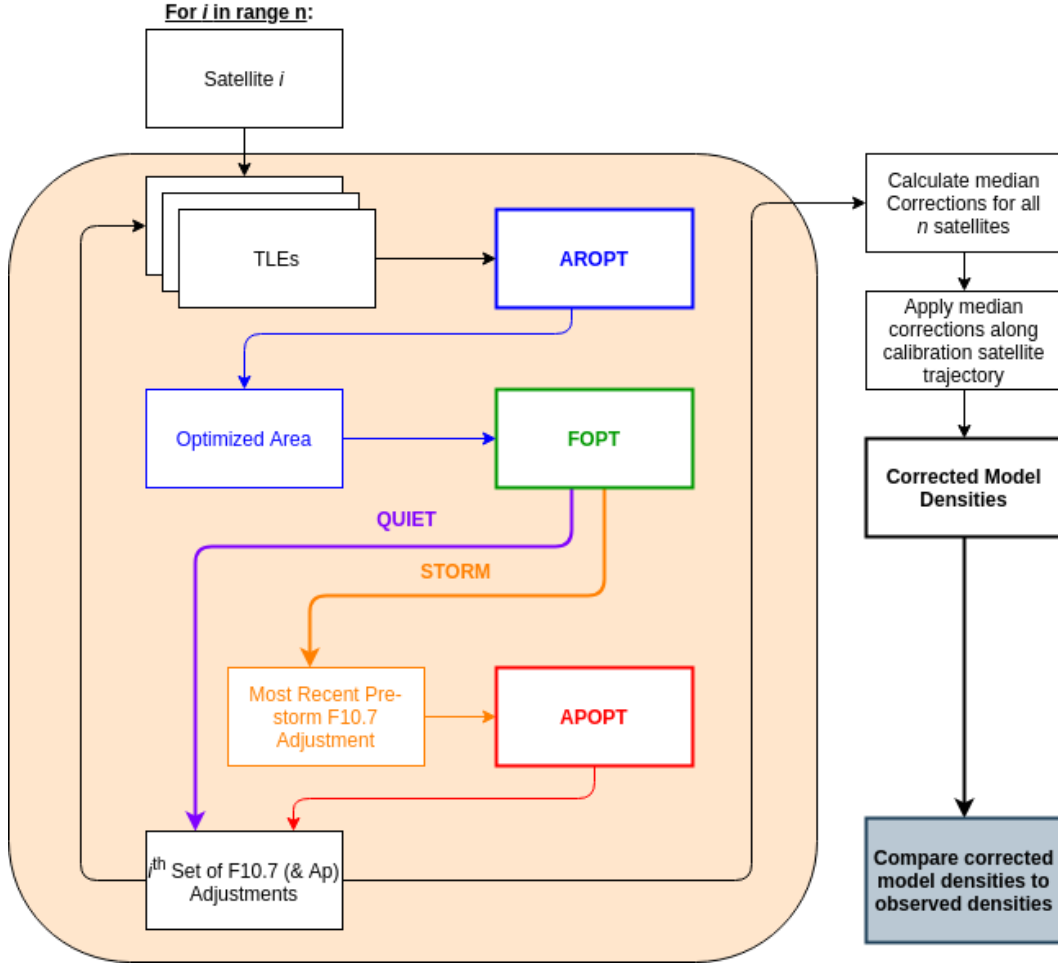 For i in range n:
Satellite i
TLEs
AROPT
Optimized Area
FOPT
QUIET
STORM
Most Recent Pre-
storm F10.7
Adjustment
APOPT
ith Set of F10.7 (& Ap)
Adjustments
Calculate median
Corrections for all
n satellites
Apply median
corrections along
calibration satellite
trajectory
Corrected Model
Densities
Compare corrected
model densities to
observed densities